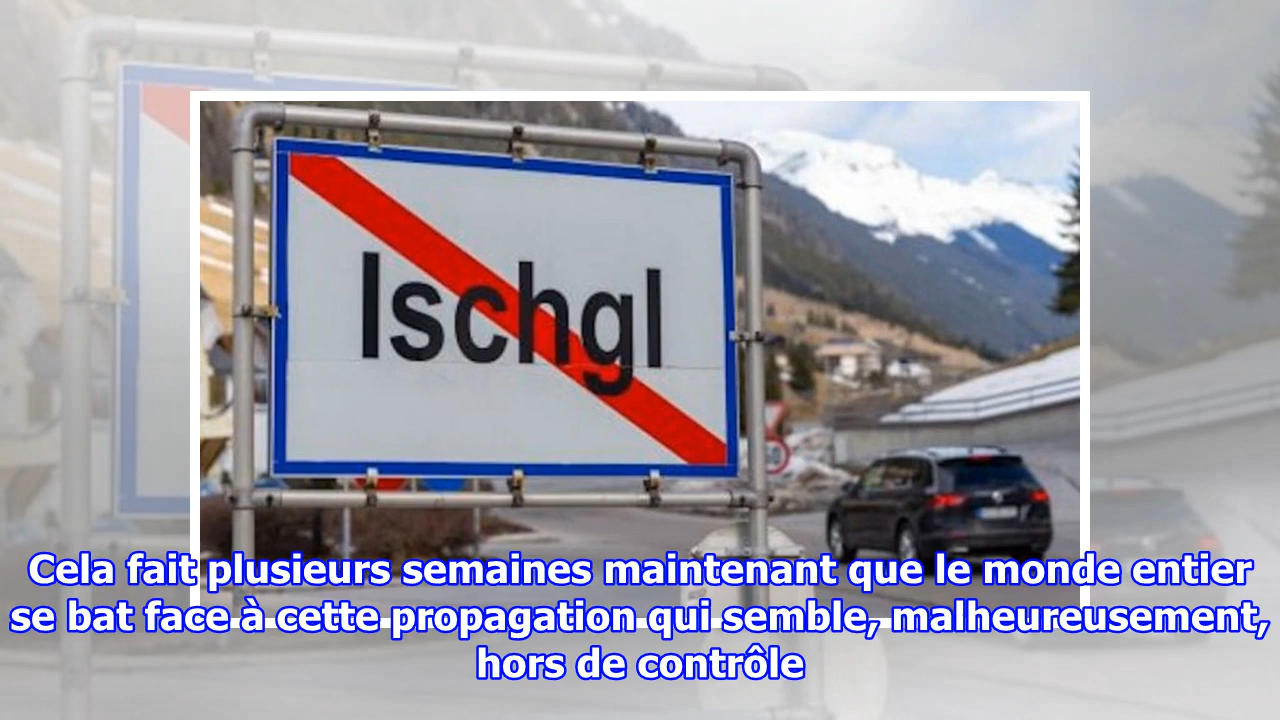 Ischgl
Cela fait plusieurs semaines maintenant que le monde entier
se bat face à cette propagation qui semble, malheureusement,
hors de contrôle